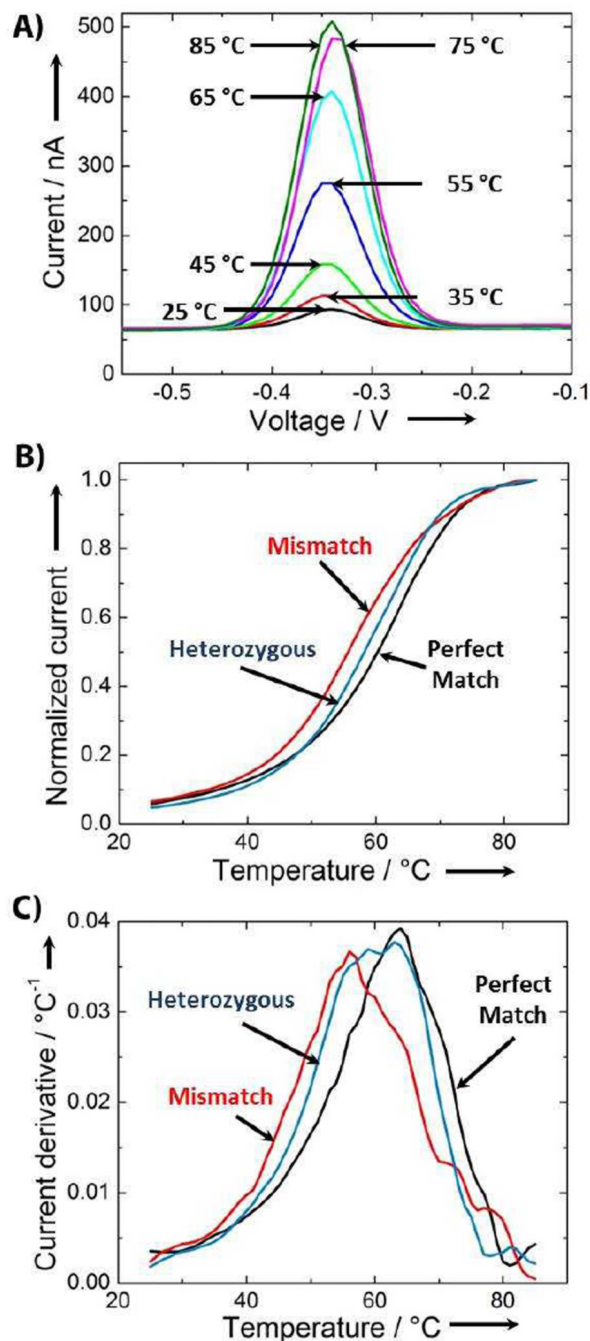 A)
500
400
300
200
100
0
Current / nA
85 °C
75 °C
65 °C
55 °C
45 °C
35 °C
25 °C
-0.5
-0.4
-0.3
-0.2
-0.1
Voltage / V
B)
1.0
0.8
0.6
0.4
0.2
0.0
Normalized current
Mismatch
Heterozygous
Perfect
Match
20
40
60
80
Temperature / °C
C)
0.04
0.03
0.02
0.01
0.00
Current derivative / °C⁻¹
Heterozygous
Mismatch
Perfect
Match
20
40
60
80
Temperature / °C